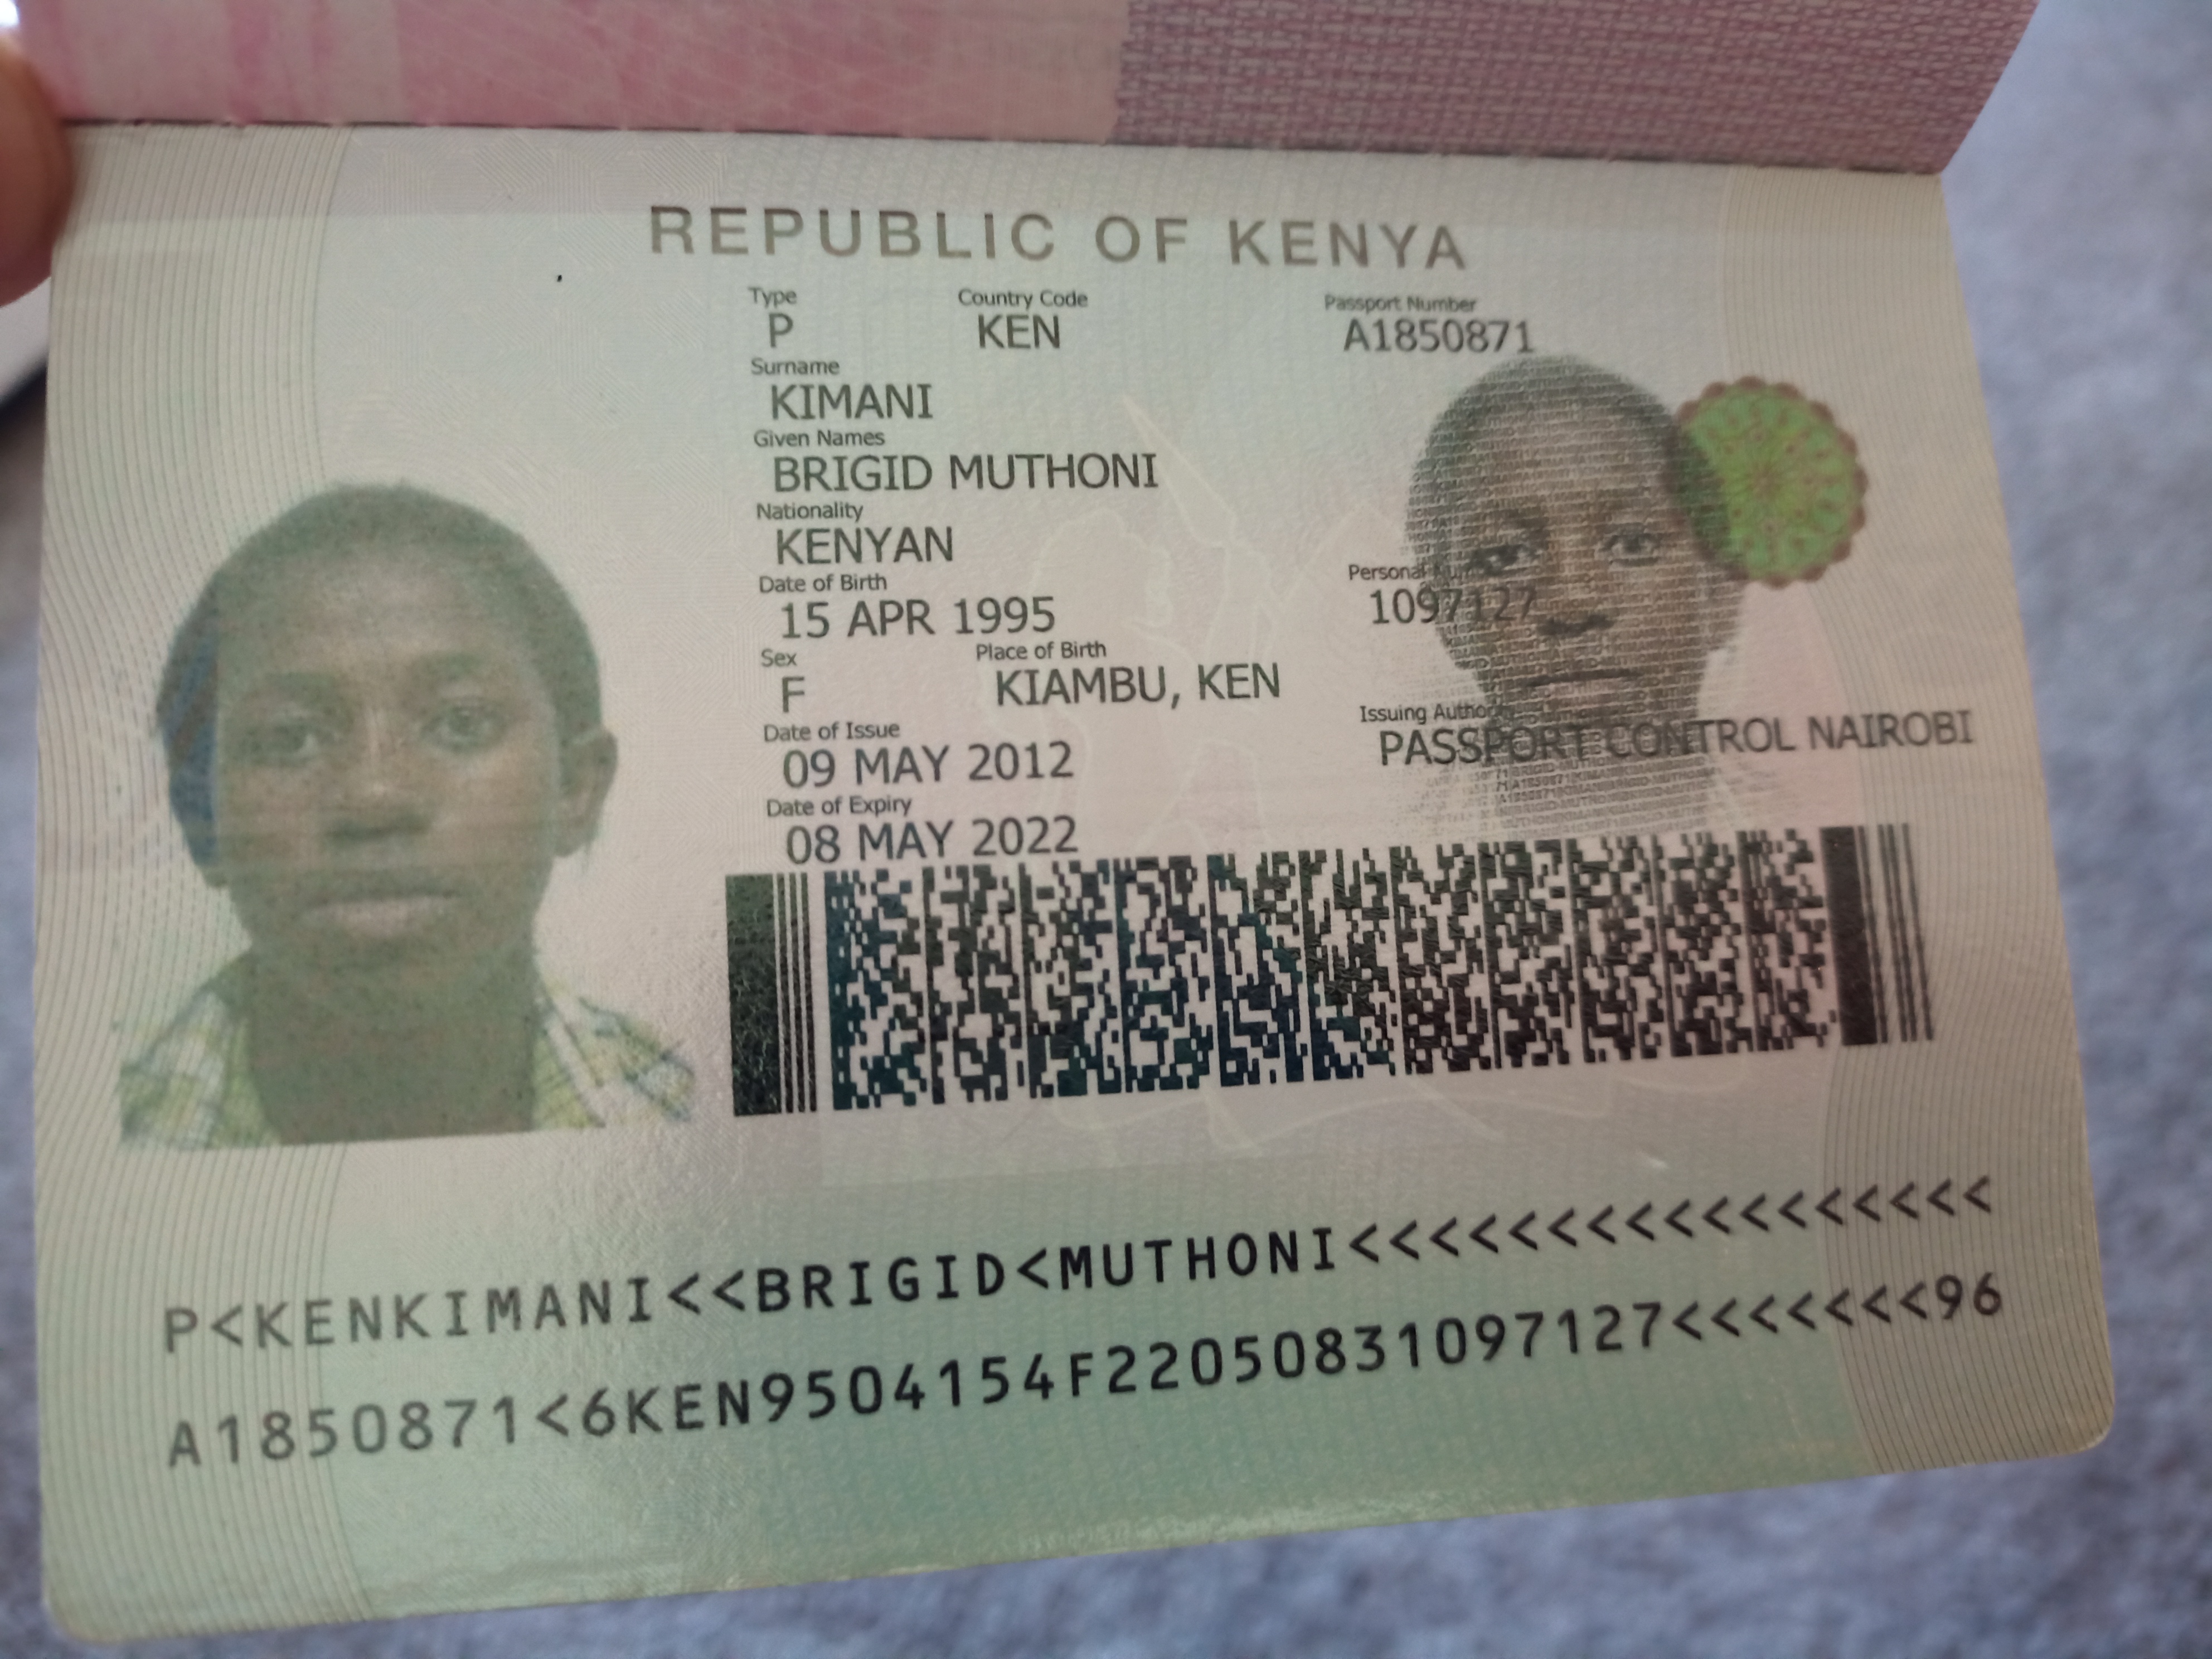 REPUBLIC OF KENYA
Type Country Code Passport Number
P KEN A1850871
Surname
KIMANI
Given Names
BRIGID MUTHONI
Nationality
KENYAN
Date of Birth Personal
15 APR 1995 1097127
Sex Place of Birth
F KIAMBU, KEN
Date of Issue Issuing
09 MAY 2012 PASSPORT CONTROL NAIROBI
Date of Expiry
08 MAY 2022
P<KENKIMANI<<BRIGID<MUTHONI<<<<<<<<<<<<<<<<<
A1850871<6KEN9504154F22050831097127<<<<<<<96